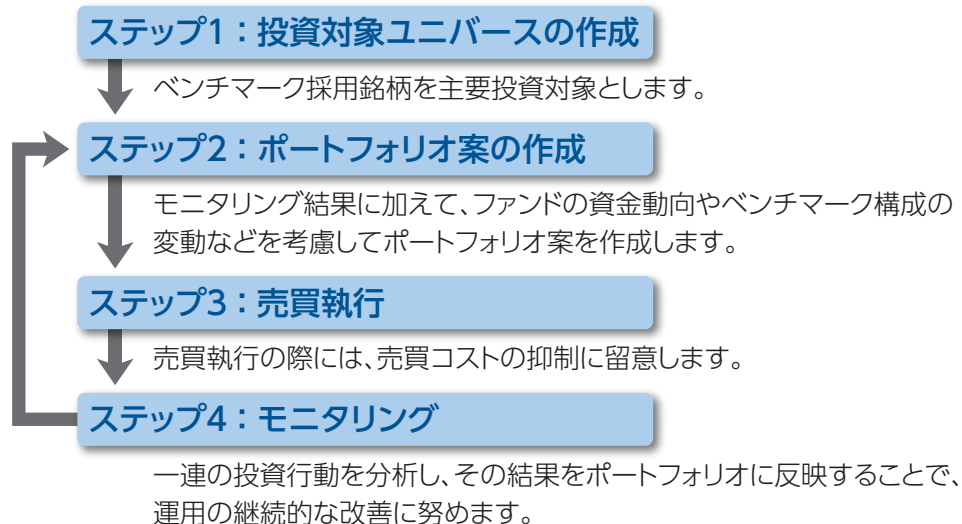 ステップ1：投資対象ユニバースの作成
ベンチマーク採用銘柄を主要投資対象とします。
ステップ2：ポートフォリオ案の作成
モニタリング結果に加えて、ファンドの資金動向やベンチマーク構成の
変動などを考慮してポートフォリオ案を作成します。
ステップ3：売買執行
売買執行の際には、売買コストの抑制に留意します。
ステップ4：モニタリング
一連の投資行動を分析し、その結果をポートフォリオに反映することで、
運用の継続的な改善に努めます。